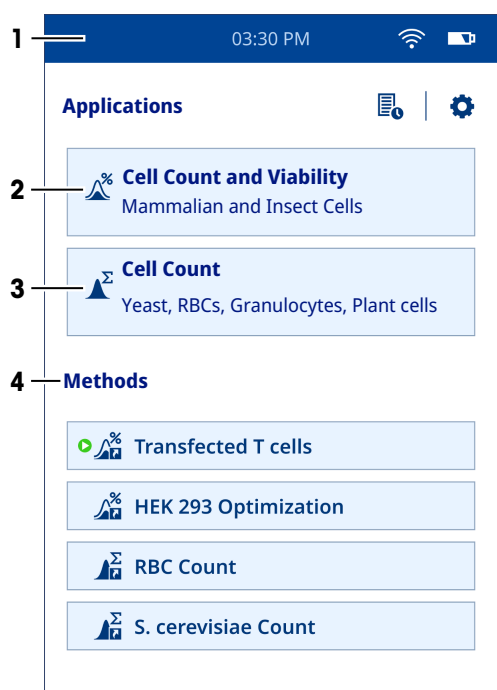 1
03:30 PM
Applications
2
Cell Count and Viability
Mammalian and Insect Cells
3
Cell Count
Yeast, RBCs, Granulocytes, Plant cells
4
Methods
Transfected T cells
HEK 293 Optimization
RBC Count
S. cerevisiae Count